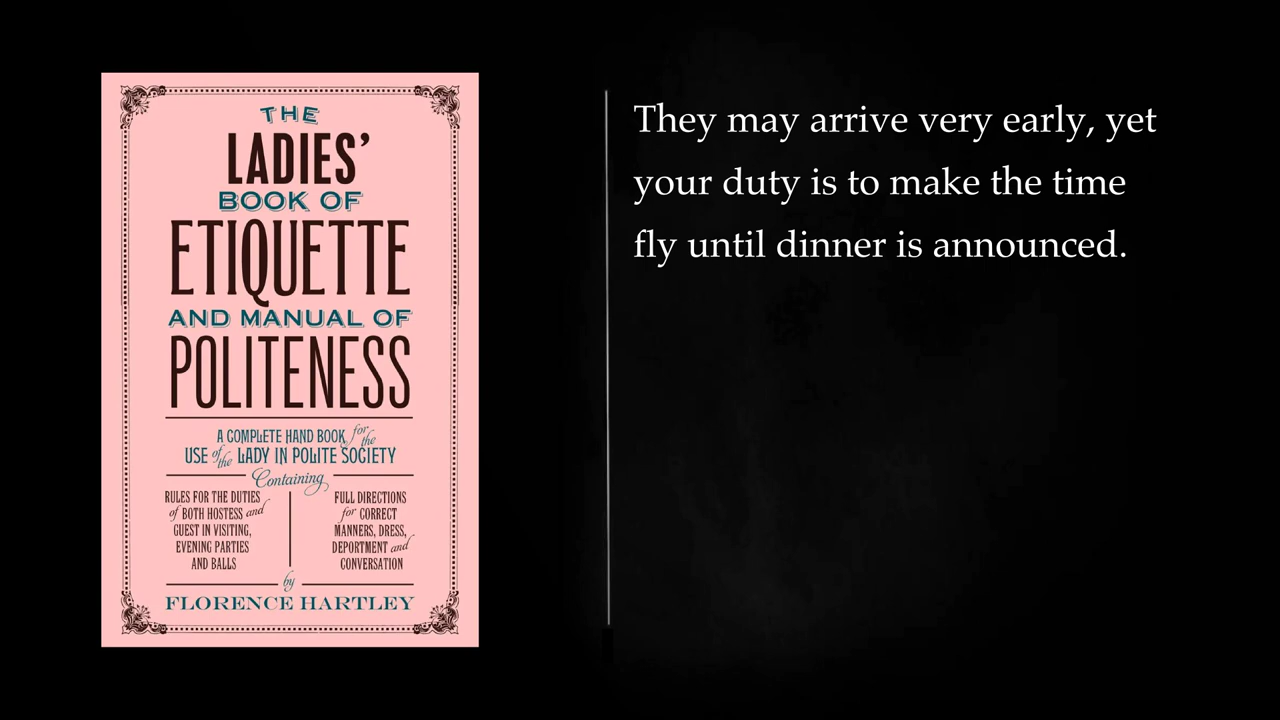 THE
LADIES'
BOOK OF
ETIQUETTE
AND MANUAL OF
POLITENESS
A COMPLETE HAND BOOK for the
USE of the LADY IN POLITE SOCIETY
Containing
RULES FOR THE DUTIES
of BOTH HOSTESS and
GUEST IN VISITING,
EVENING PARTIES
AND BALLS
FULL DIRECTIONS
for CORRECT
MANNERS, DRESS,
DEPORTMENT and
CONVERSATION
by
FLORENCE HARTLEY
They may arrive very early, yet
your duty is to make the time
fly until dinner is announced.